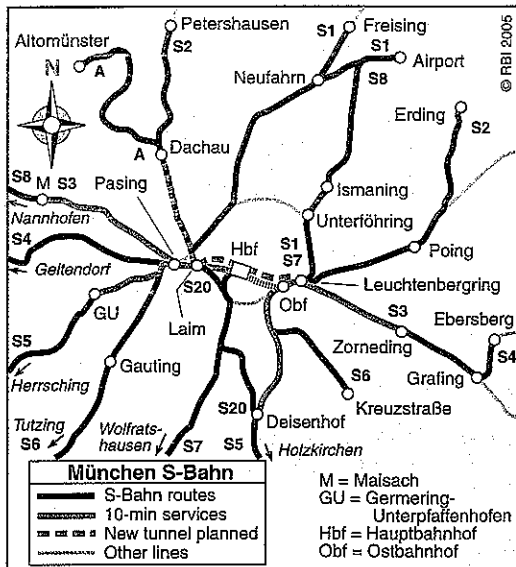 Petershausen
Freising
S1
Altomünster
S2
S1
Airport
A
Neufahrn
S8
© RBI 2005
N
Erding
S2
Dachau
A
S8
M
S3
Pasing
Ismaning
Nannhofen
Unterföhring
S4
Hbf
S1
S7
Poing
Geltendorf
S20
Leuchtenbergring
Obf
GU
Laim
S3
Ebersberg
Zorneding
S5
S4
Herrsching
Gauting
S6
Grafing
Kreuzstraße
Tutzing
S6
Wolfrats-
hausen
S7
S20
Deisenhof
S5
Holzkirchen
München S-Bahn
S-Bahn routes
10-min services
New tunnel planned
Other lines
M = Maisach
GU = Germering-
Unterpfaffenhofen
Hbf = Hauptbahnhof
Obf = Ostbahnhof